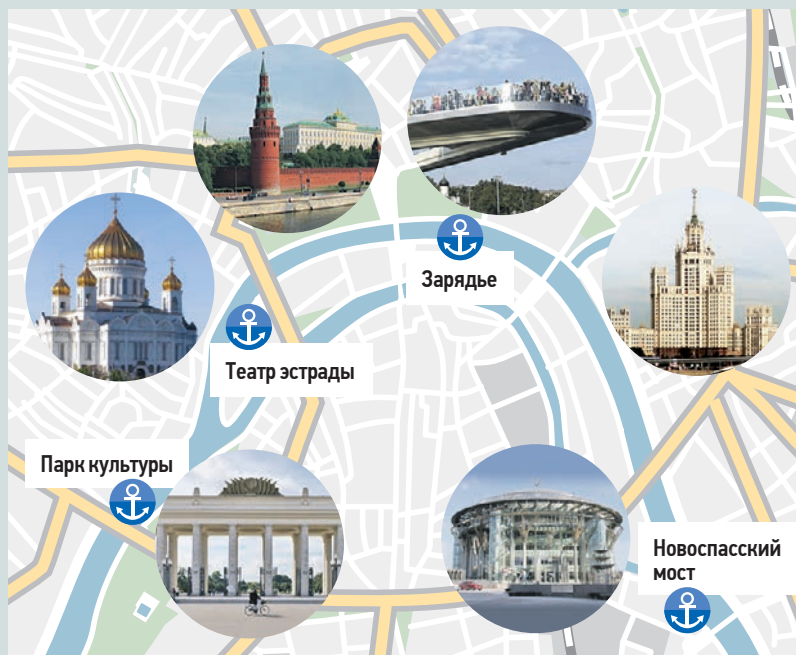 Зарядье
Театр эстрады
Парк культуры
Новоспасский
мост